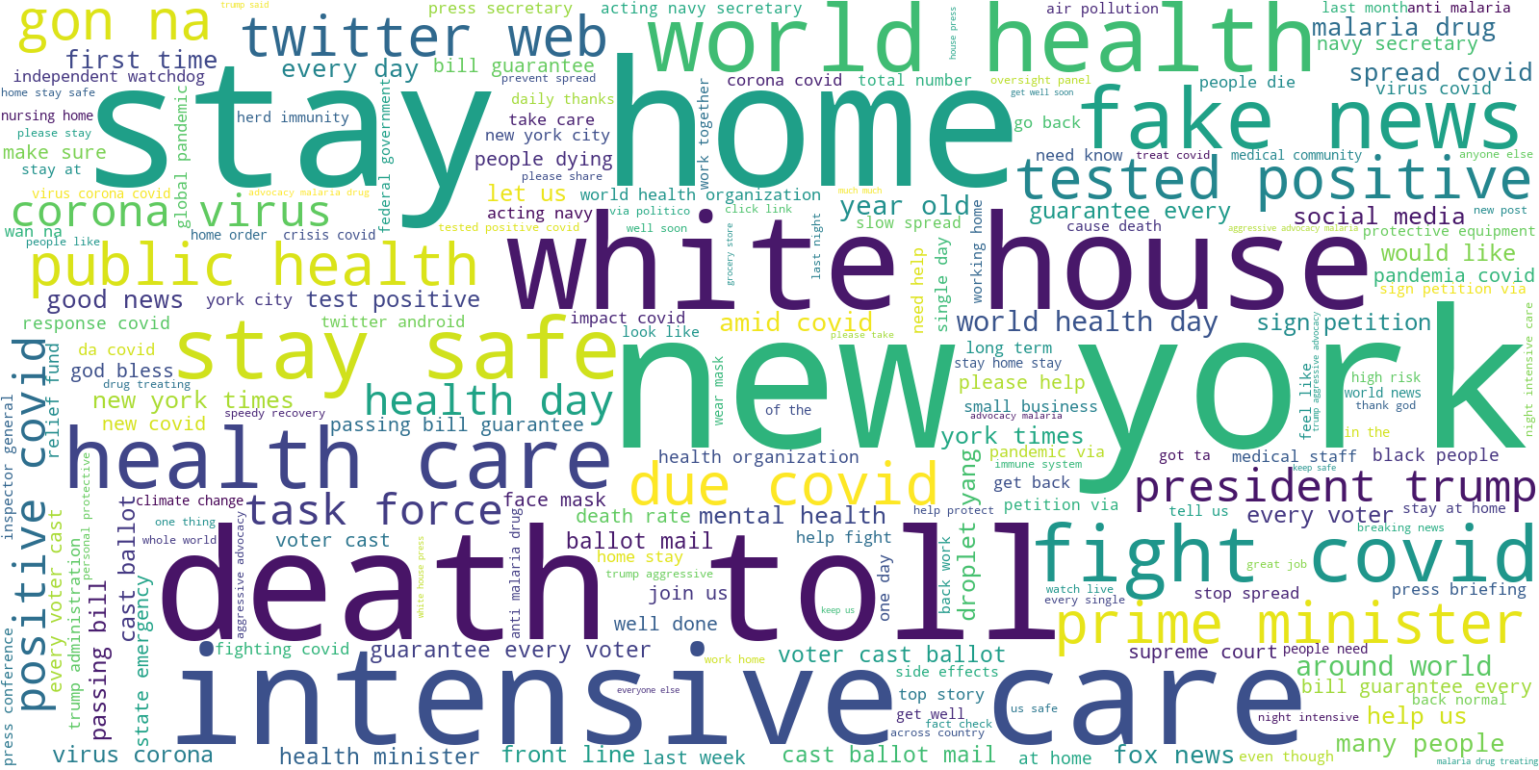 trump said
gon na
twitter web
press secretary
acting navy secretary
world health
air pollution
last month
anti malaria
malaria drug
navy secretary
first time
every day
bill guarantee
house press
independent watchdog
prevent spread
corona covid
total number
oversight panel
people die
spread covid
virus covid
home stay safe
stay home
daily thanks
get well soon
fake news
nursing home
global pandemic
herd immunity
federal government
take care
work together
go back
please stay
new york city
make sure
people dying
need know
treat covid
medical community
anyone else
stay at
please share
tested positive
virus corona covid
advocacy malaria drug
let us
world health organization
much much
corona virus
acting navy
via politico
click link
year old
guarantee every
social media
new post
wan na
tested positive covid
well soon
slow spread
cause death
aggressive advocacy malaria
protective equipment
people like
home order
crisis covid
grocery store
last night
white house
working home
would like
public health
need help
single day
pandemia covid
good news
york city
test positive
sign petition via
response covid
twitter android
impact covid
look like
amid covid
world health day
sign petition
night intensive care
stay safe
new york
please take
da covid
long term
trump aggressive advocacy
god bless
stay home stay
high risk
drug treating
relief fund
please help
feel like
world news
new york times
health day
wear mask
of the
small business
thank god
new covid
speedy recovery
advocacy malaria
passing bill guarantee
york times
in the
positive covid
inspector general
health care
health organization
pandemic via
got ta
medical staff
black people
immune system
keep safe
due covid
get back
petition via
president trump
climate change
task force
face mask
help protect
tell us
every voter
stay at home
personal protective
one thing
death rate
mental health
droplet yang
breaking news
whole world
voter cast
ballot mail
help fight
every voter cast
cast ballot
aggressive advocacy
death toll
white house press
anti malaria drug
home stay
trump aggressive
join us
one day
back work
fight covid
great job
watch live
every single
stop spread
press briefing
keep us
well done
prime minister
trump administration
passing bill
state emergency
fighting covid
guarantee every voter
work home
voter cast ballot
supreme court
people need
side effects
around world
press conference
intensive care
everyone else
top story
us safe
bill guarantee every
back normal
get well
fact check
night intensive
help us
across country
many people
virus corona
health minister
front line
last week
cast ballot mail
at home
fox news
even though
malaria drug treating